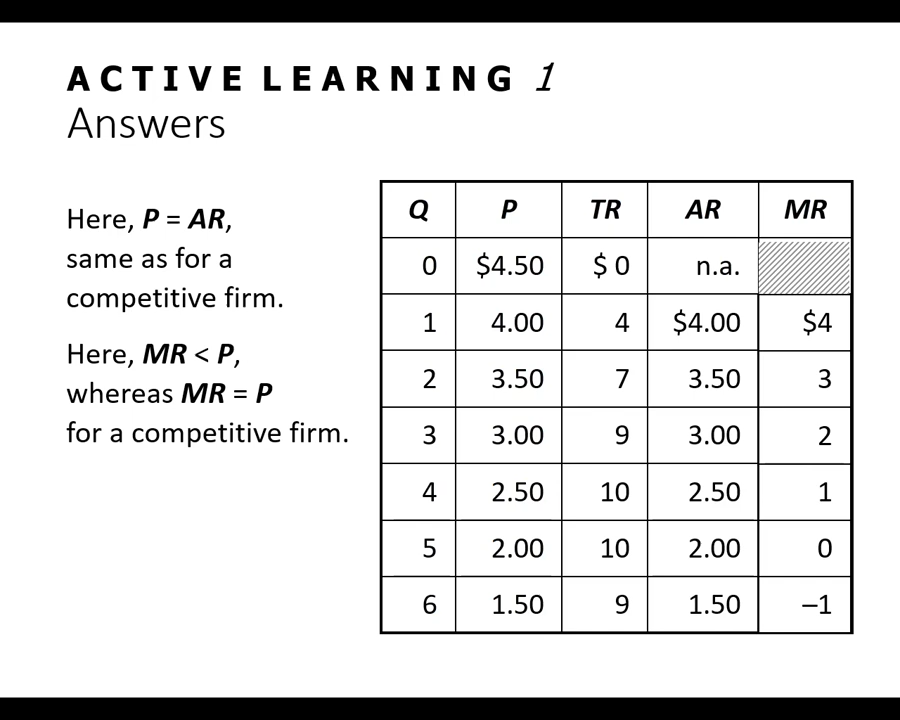 ACTIVE LEARNING 1
Answers
Here, P = AR,
same as for a
competitive firm.
Here, MR < P,
whereas MR = P
for a competitive firm.
Q P TR AR MR
0 $4.50 $ 0 n.a.
1 4.00 4 $4.00 $4
2 3.50 7 3.50 3
3 3.00 9 3.00 2
4 2.50 10 2.50 1
5 2.00 10 2.00 0
6 1.50 9 1.50 –1